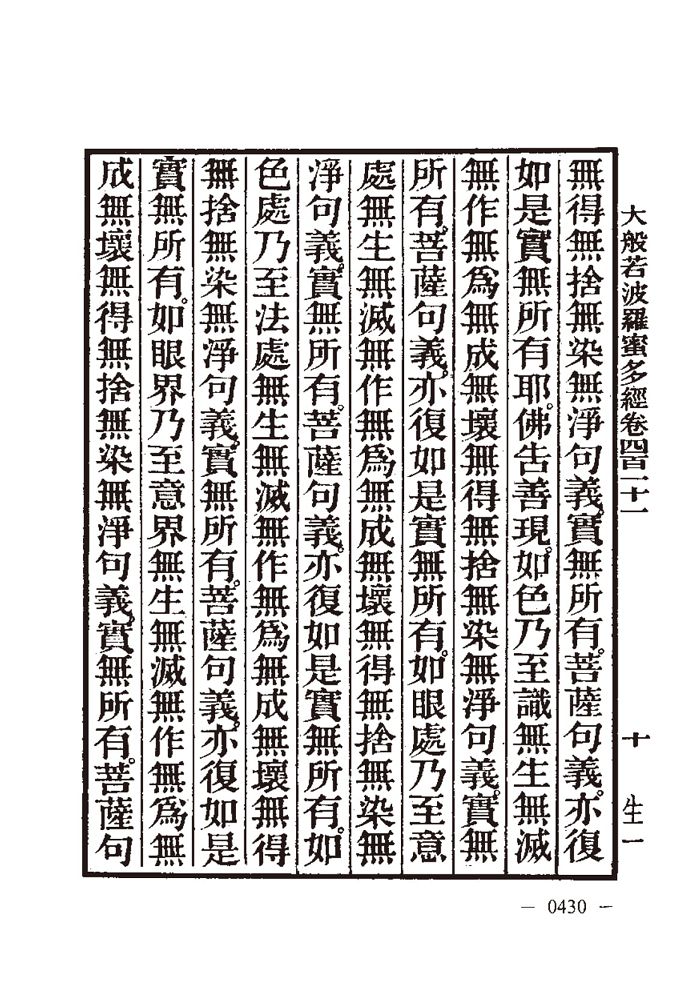 大般若波羅蜜多經卷四百二十一　十　生一
無得無捨無染無淨句義。實無所有。菩薩句義。亦復
如是實無所有耶。佛告善現。如色乃至識無生無滅
無作無爲無成無壞無得無捨無染無淨句義。實無
所有。菩薩句義。亦復如是實無所有。如眼處乃至意
處無生無滅無作無爲無成無壞無得無捨無染無
淨句義。實無所有。菩薩句義。亦復如是實無所有。如
色處乃至法處無生無滅無作無爲無成無壞無得
無捨無染無淨句義。實無所有。菩薩句義。亦復如是
實無所有。如眼界乃至意界無生無滅無作無爲無
成無壞無得無捨無染無淨句義。實無所有。菩薩句
— 0430 —